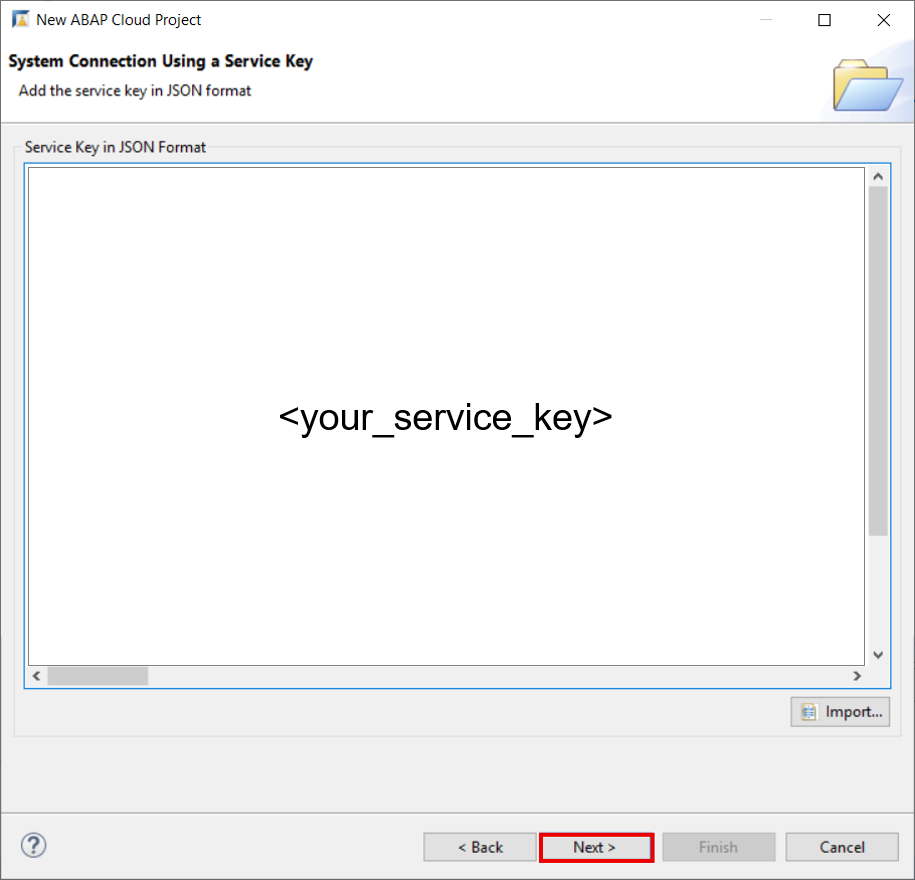 New ABAP Cloud Project
System Connection Using a Service Key
Add the service key in JSON format
Service Key in JSON Format
<your_service_key>
Import...
?
< Back
Next >
Finish
Cancel